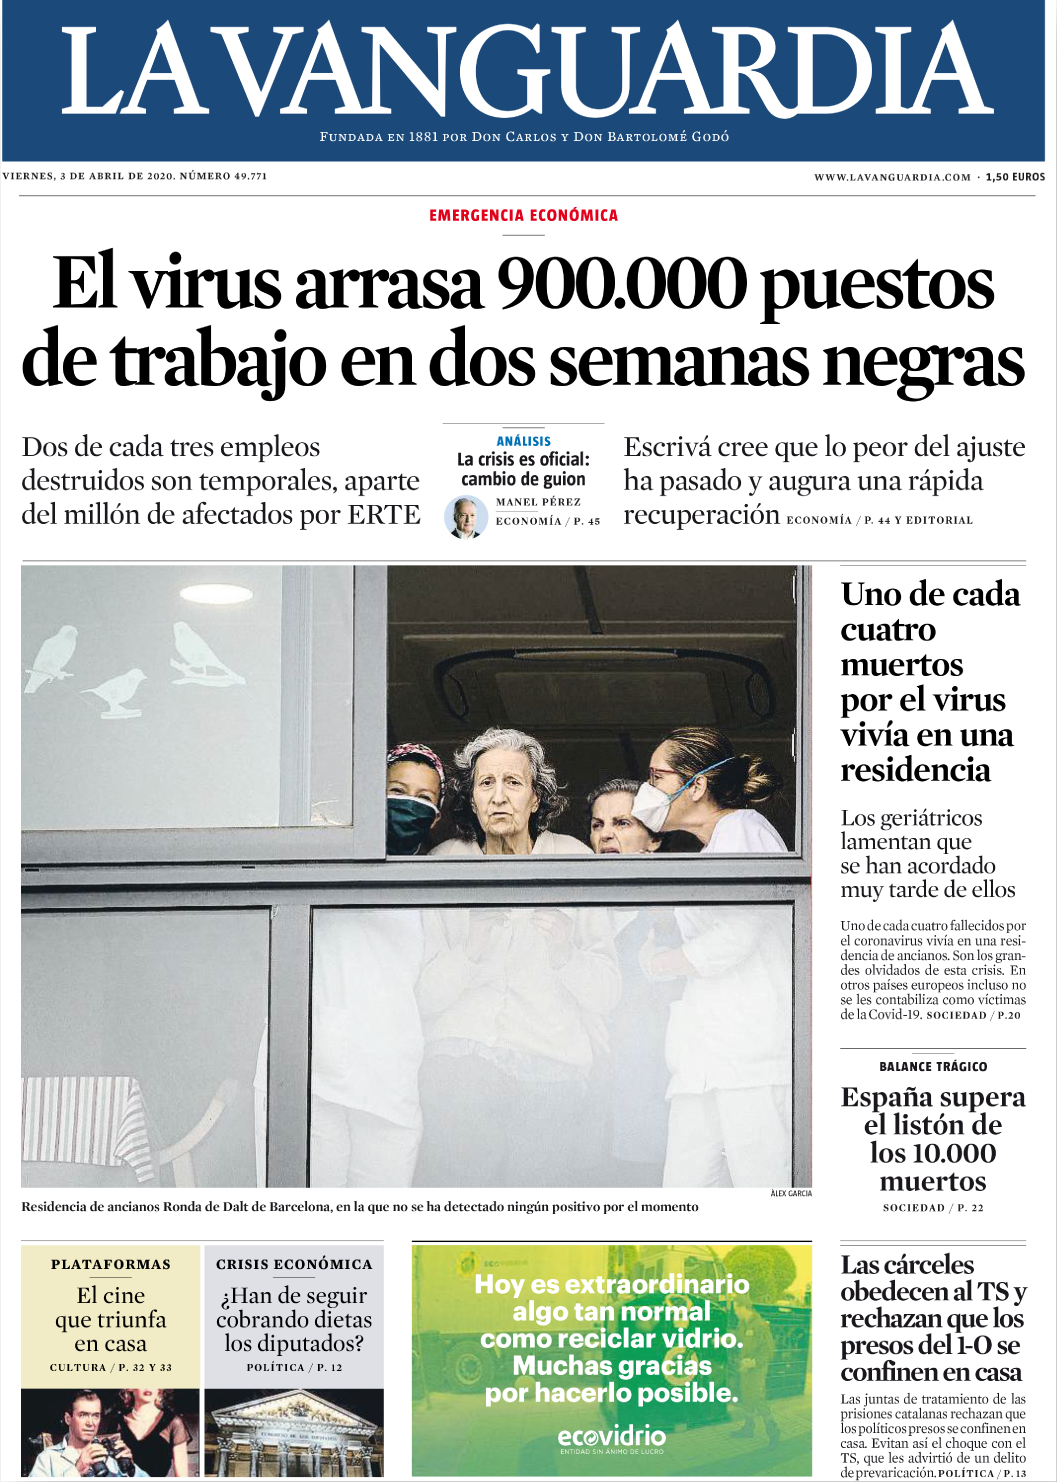 LA VANGUARDIA
FUNDADA EN 1881 POR DON CARLOS Y DON BARTOLOMÉ GODÓ
VIERNES, 3 DE ABRIL DE 2020. NÚMERO 49.771
WWW.LAVANGUARDIA.COM · 1,50 EUROS
EMERGENCIA ECONÓMICA
El virus arrasa 900.000 puestos
de trabajo en dos semanas negras
Dos de cada tres empleos
destruidos son temporales, aparte
del millón de afectados por ERTE
ANÁLISIS
La crisis es oficial:
cambio de guion
MANEL PÉREZ
ECONOMÍA / P. 45
Escrivá cree que lo peor del ajuste
ha pasado y augura una rápida
recuperación ECONOMÍA / P. 44 Y EDITORIAL
ÀLEX GARCIA
Residencia de ancianos Ronda de Dalt de Barcelona, en la que no se ha detectado ningún positivo por el momento
Uno de cada
cuatro
muertos
por el virus
vivía en una
residencia
Los geriátricos
lamentan que
se han acordado
muy tarde de ellos
Uno de cada cuatro fallecidos por
el coronavirus vivía en una resi-
dencia de ancianos. Son los gran-
des olvidados de esta crisis. En
otros países europeos incluso no
se les contabiliza como víctimas
de la Covid-19. SOCIEDAD / P.20
BALANCE TRÁGICO
España supera
el listón de
los 10.000
muertos
SOCIEDAD / P. 22
PLATAFORMAS
El cine
que triunfa
en casa
CULTURA / P. 32 Y 33
CRISIS ECONÓMICA
¿Han de seguir
cobrando dietas
los diputados?
POLÍTICA / P. 12
CONGRESO DE LOS DIPUTADOS
Hoy es extraordinario
algo tan normal
como reciclar vidrio.
Muchas gracias
por hacerlo posible.
ecovidrio
ENTIDAD SIN ÁNIMO DE LUCRO
Las cárceles
obedecen al TS y
rechazan que los
presos del 1-O se
confinen en casa
Las juntas de tratamiento de las
prisiones catalanas rechazan que
los políticos presos se confinen en
casa. Evitan así el choque con el
TS, que les advirtió de un delito
de prevaricación. POLÍTICA / P. 13